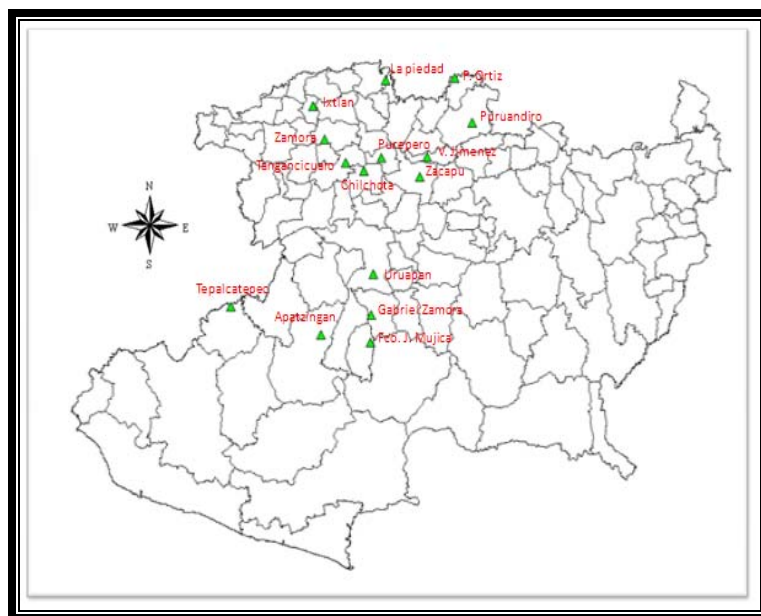 La piedad
P. Ortiz
Ixtlan
Puruandiro
Zamora
Purepero
V. Jimenez
Tangancicuaro
Chilchota
Zacapu
N
W
E
S
Uruapan
Tepalcatepec
Gabriel Zamora
Apatzingan
Fco. J. Mujica